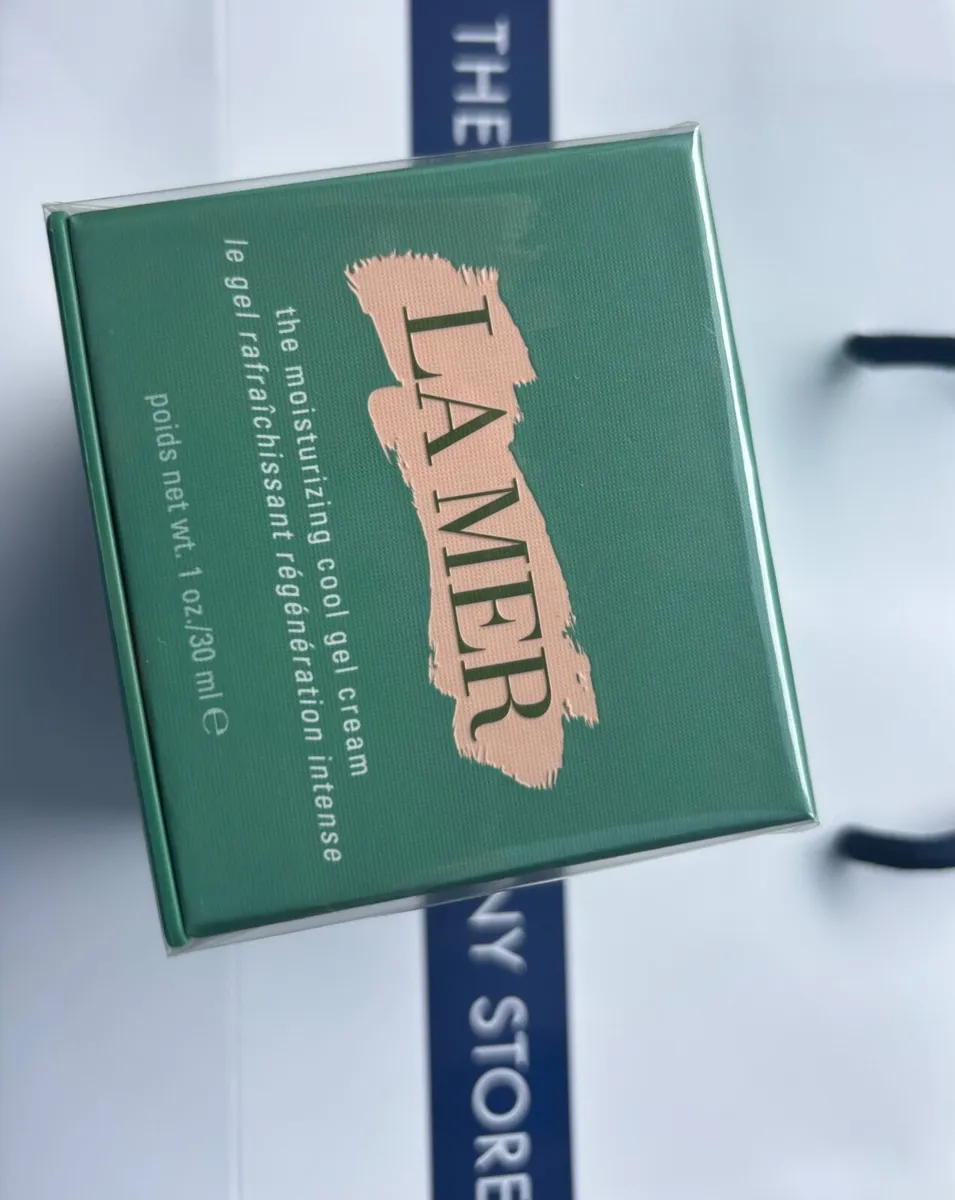 THE
NY STORE
LA MER
the moisturizing cool gel cream
le gel rafraîchissant régénération intense
poids net wt. 1 oz./30 ml ℮